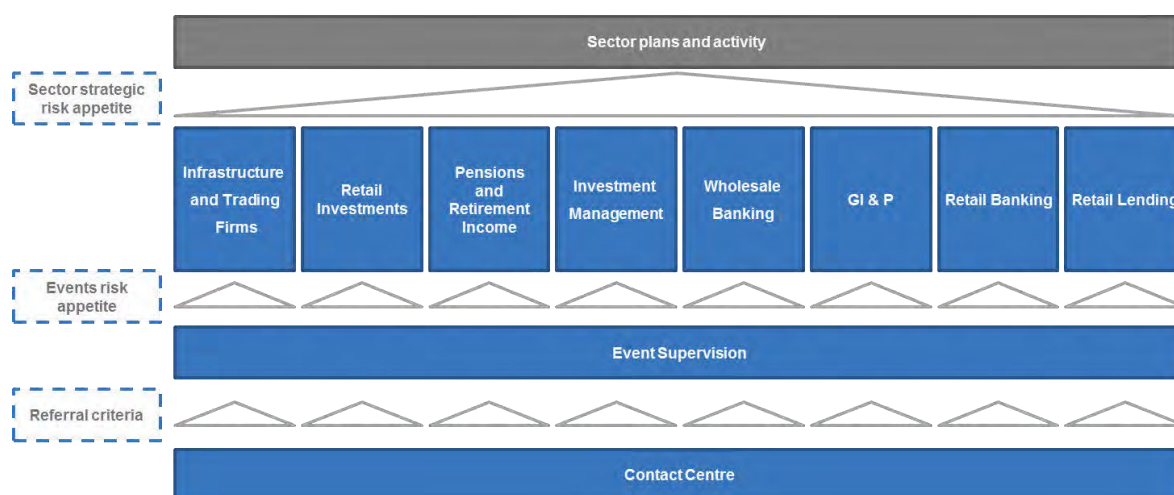 Sector plans and activity
Sector strategic
risk appetite
Infrastructure
and Trading
Firms
Retail
Investments
Pensions
and
Retirement
Income
Investment
Management
Wholesale
Banking
GI & P
Retail Banking
Retail Lending
Events risk
appetite
Event Supervision
Referral criteria
Contact Centre